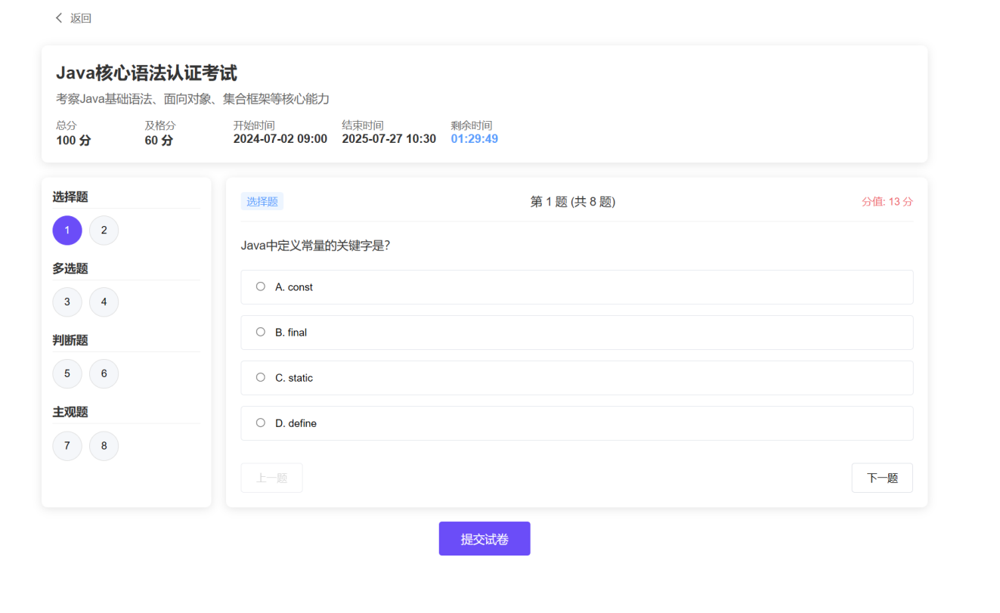 返回
Java核心语法认证考试
考察Java基础语法、面向对象、集合框架等核心能力
总分 及格分 开始时间 结束时间 剩余时间
100 分 60 分 2024-07-02 09:00 2025-07-27 10:30 01:29:49
选择题
1 2
多选题
3 4
判断题
5 6
主观题
7 8
选择题 第 1 题 (共 8 题) 分值: 13 分
Java中定义常量的关键字是?
A. const
B. final
C. static
D. define
上一题 下一题
提交试卷